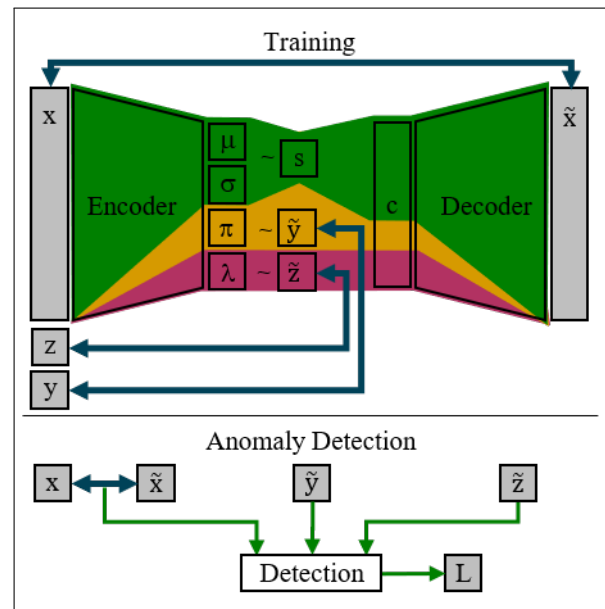 Training
x
x̃
μ
~
s
σ
Encoder
c
Decoder
π
~
ỹ
λ
~
z̃
z
y
Anomaly Detection
x
x̃
ỹ
z̃
Detection
L